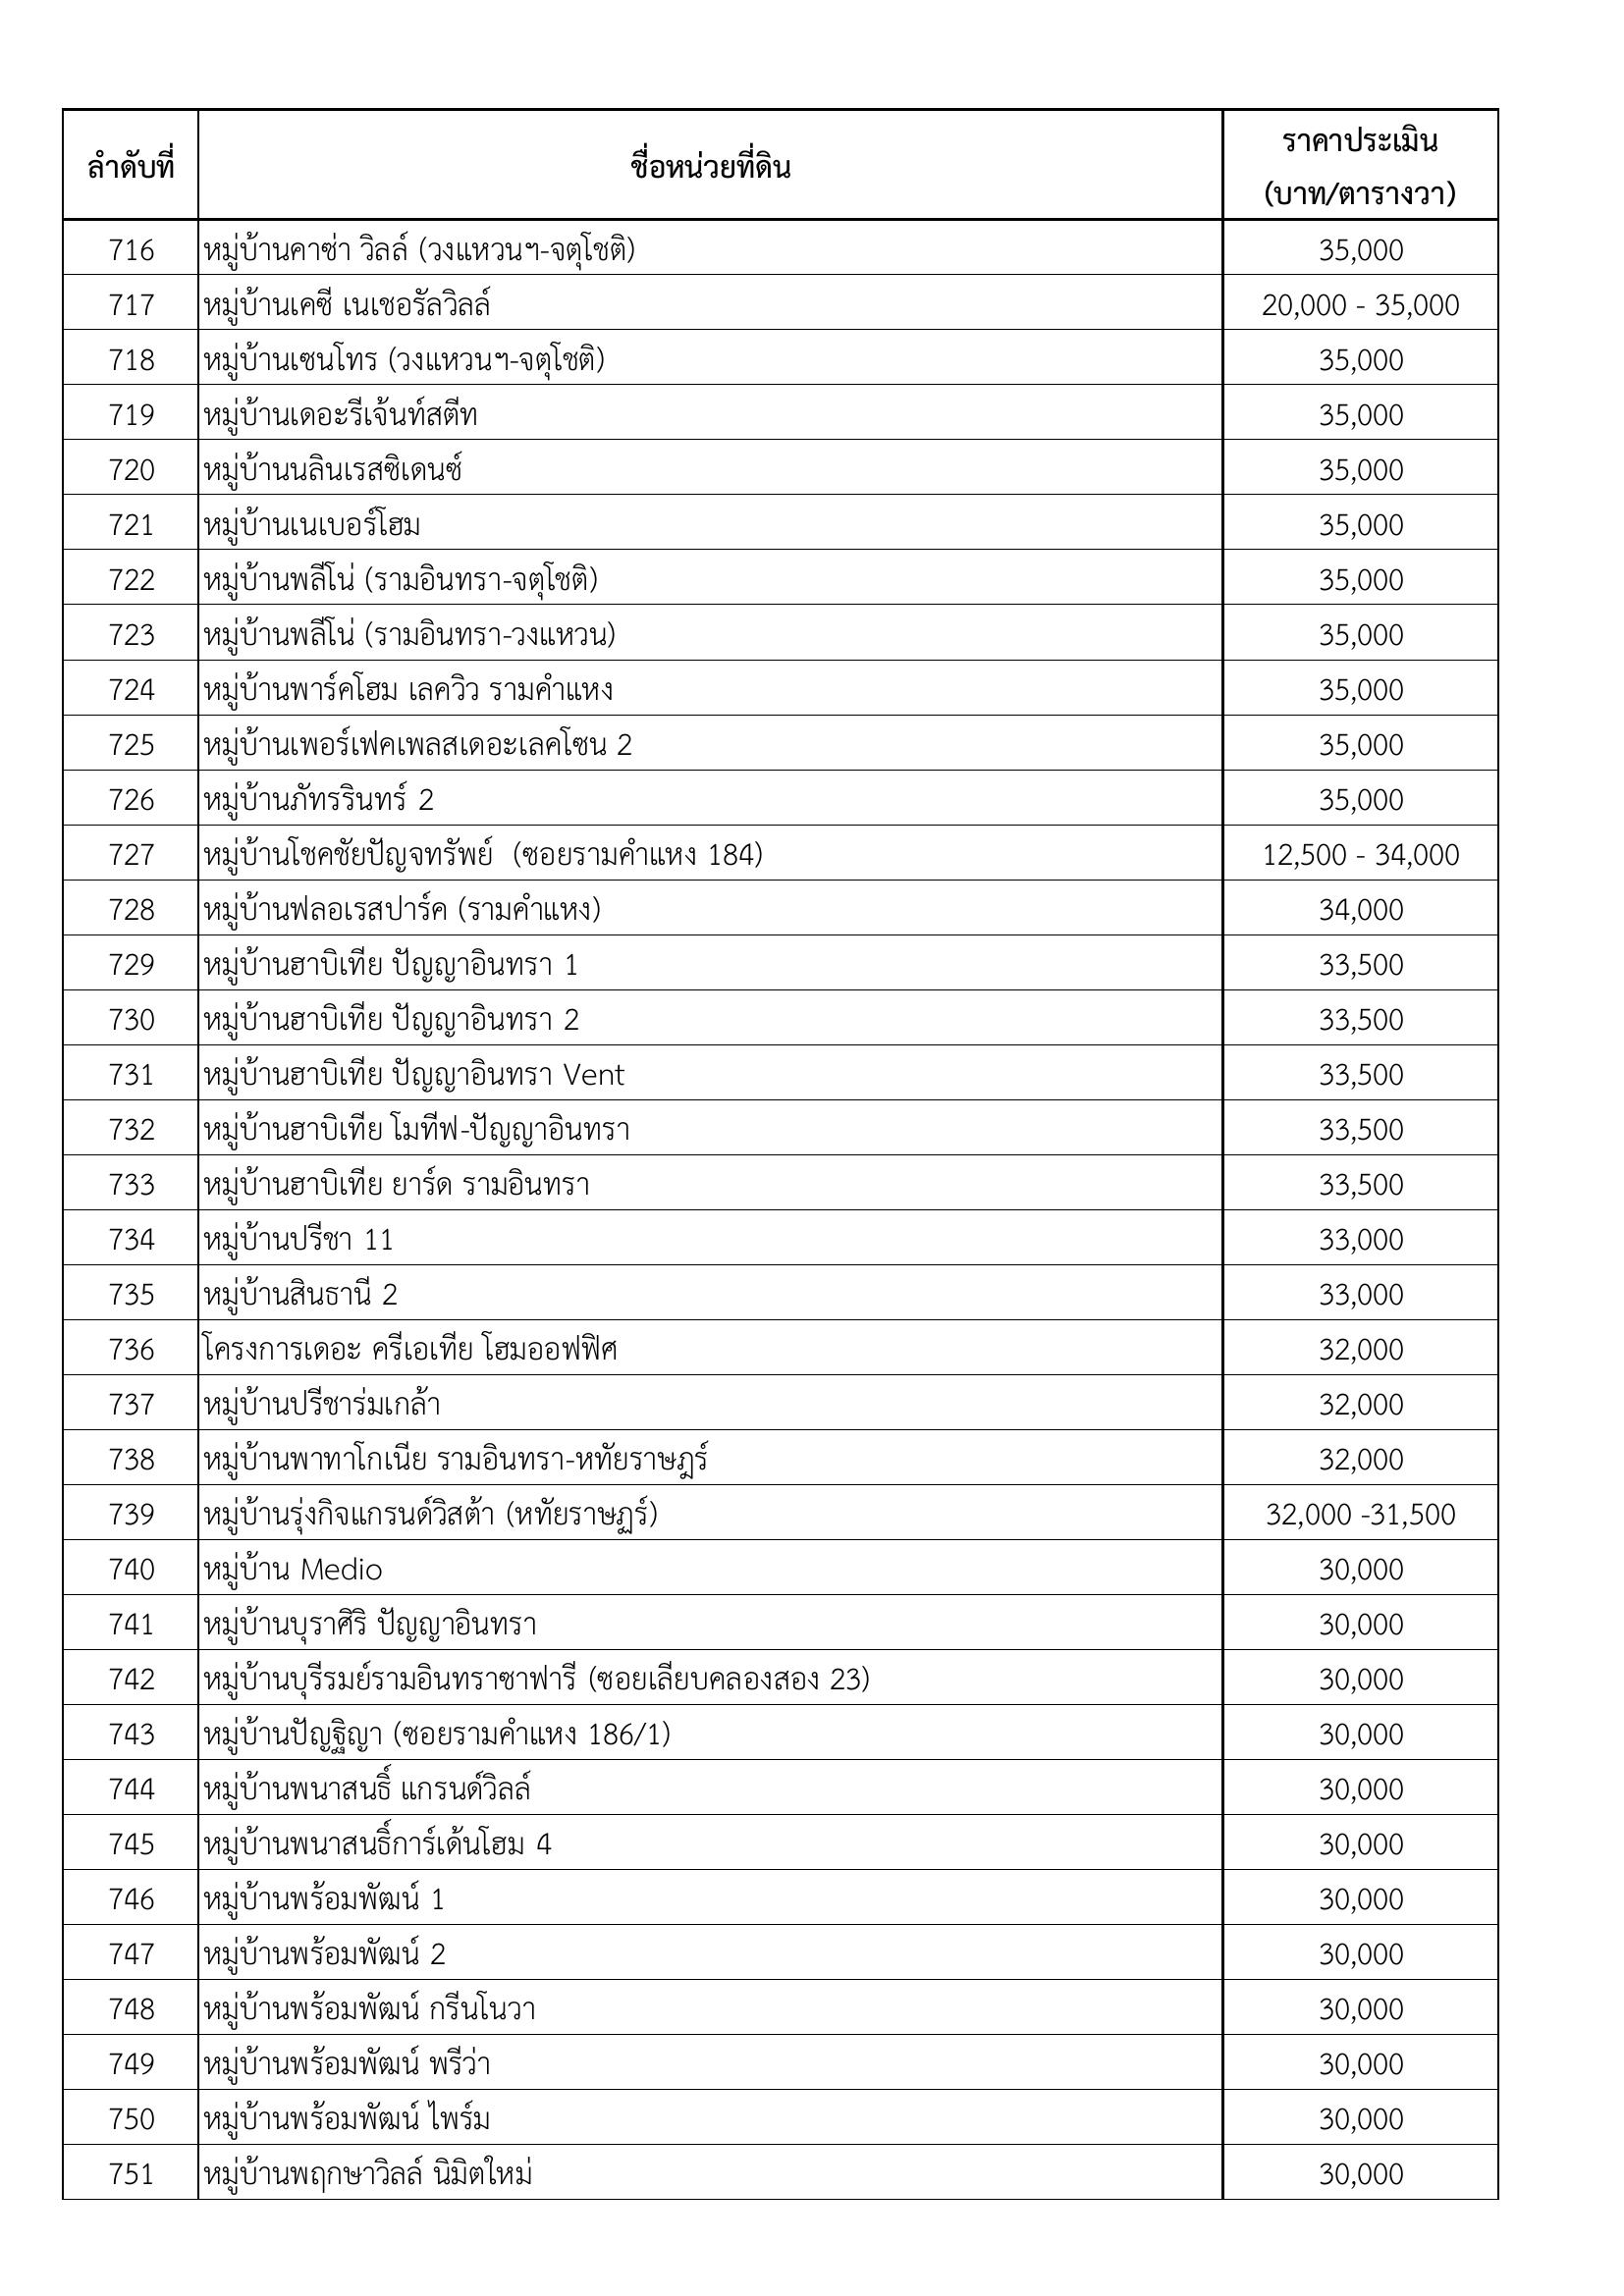 ลำดับที่ ชื่อหน่วยที่ดิน ราคาประเมิน
(บาท/ตารางวา)
716 หมู่บ้านคาซ่า วิลล์ (วงแหวนฯ-จตุโชติ) 35,000
717 หมู่บ้านเคซี เนเชอรัลวิลล์ 20,000 - 35,000
718 หมู่บ้านเซนโทร (วงแหวนฯ-จตุโชติ) 35,000
719 หมู่บ้านเดอะรีเจ้นท์สตีท 35,000
720 หมู่บ้านนลินเรสซิเดนซ์ 35,000
721 หมู่บ้านเนเบอร์โฮม 35,000
722 หมู่บ้านพลีโน่ (รามอินทรา-จตุโชติ) 35,000
723 หมู่บ้านพลีโน่ (รามอินทรา-วงแหวน) 35,000
724 หมู่บ้านพาร์คโฮม เลควิว รามคำแหง 35,000
725 หมู่บ้านเพอร์เฟคเพลสเดอะเลคโซน 2 35,000
726 หมู่บ้านภัทรรินทร์ 2 35,000
727 หมู่บ้านโชคชัยปัญจทรัพย์  (ซอยรามคำแหง 184) 12,500 - 34,000
728 หมู่บ้านฟลอเรสปาร์ค (รามคำแหง) 34,000
729 หมู่บ้านฮาบิเทีย ปัญญาอินทรา 1 33,500
730 หมู่บ้านฮาบิเทีย ปัญญาอินทรา 2 33,500
731 หมู่บ้านฮาบิเทีย ปัญญาอินทรา Vent 33,500
732 หมู่บ้านฮาบิเทีย โมทีฟ-ปัญญาอินทรา 33,500
733 หมู่บ้านฮาบิเทีย ยาร์ด รามอินทรา 33,500
734 หมู่บ้านปรีชา 11 33,000
735 หมู่บ้านสินธานี 2 33,000
736 โครงการเดอะ ครีเอเทีย โฮมออฟฟิศ 32,000
737 หมู่บ้านปรีชาร่มเกล้า 32,000
738 หมู่บ้านพาทาโกเนีย รามอินทรา-หทัยราษฎร์ 32,000
739 หมู่บ้านรุ่งกิจแกรนด์วิสต้า (หทัยราษฏร์) 32,000 -31,500
740 หมู่บ้าน Medio 30,000
741 หมู่บ้านบุราศิริ ปัญญาอินทรา 30,000
742 หมู่บ้านบุรีรมย์รามอินทราซาฟารี (ซอยเลียบคลองสอง 23) 30,000
743 หมู่บ้านปัญฐิญา (ซอยรามคำแหง 186/1) 30,000
744 หมู่บ้านพนาสนธิ์ แกรนด์วิลล์ 30,000
745 หมู่บ้านพนาสนธิ์การ์เด้นโฮม 4 30,000
746 หมู่บ้านพร้อมพัฒน์ 1 30,000
747 หมู่บ้านพร้อมพัฒน์ 2 30,000
748 หมู่บ้านพร้อมพัฒน์ กรีนโนวา 30,000
749 หมู่บ้านพร้อมพัฒน์ พรีว่า 30,000
750 หมู่บ้านพร้อมพัฒน์ ไพร์ม 30,000
751 หมู่บ้านพฤกษาวิลล์ นิมิตใหม่ 30,000